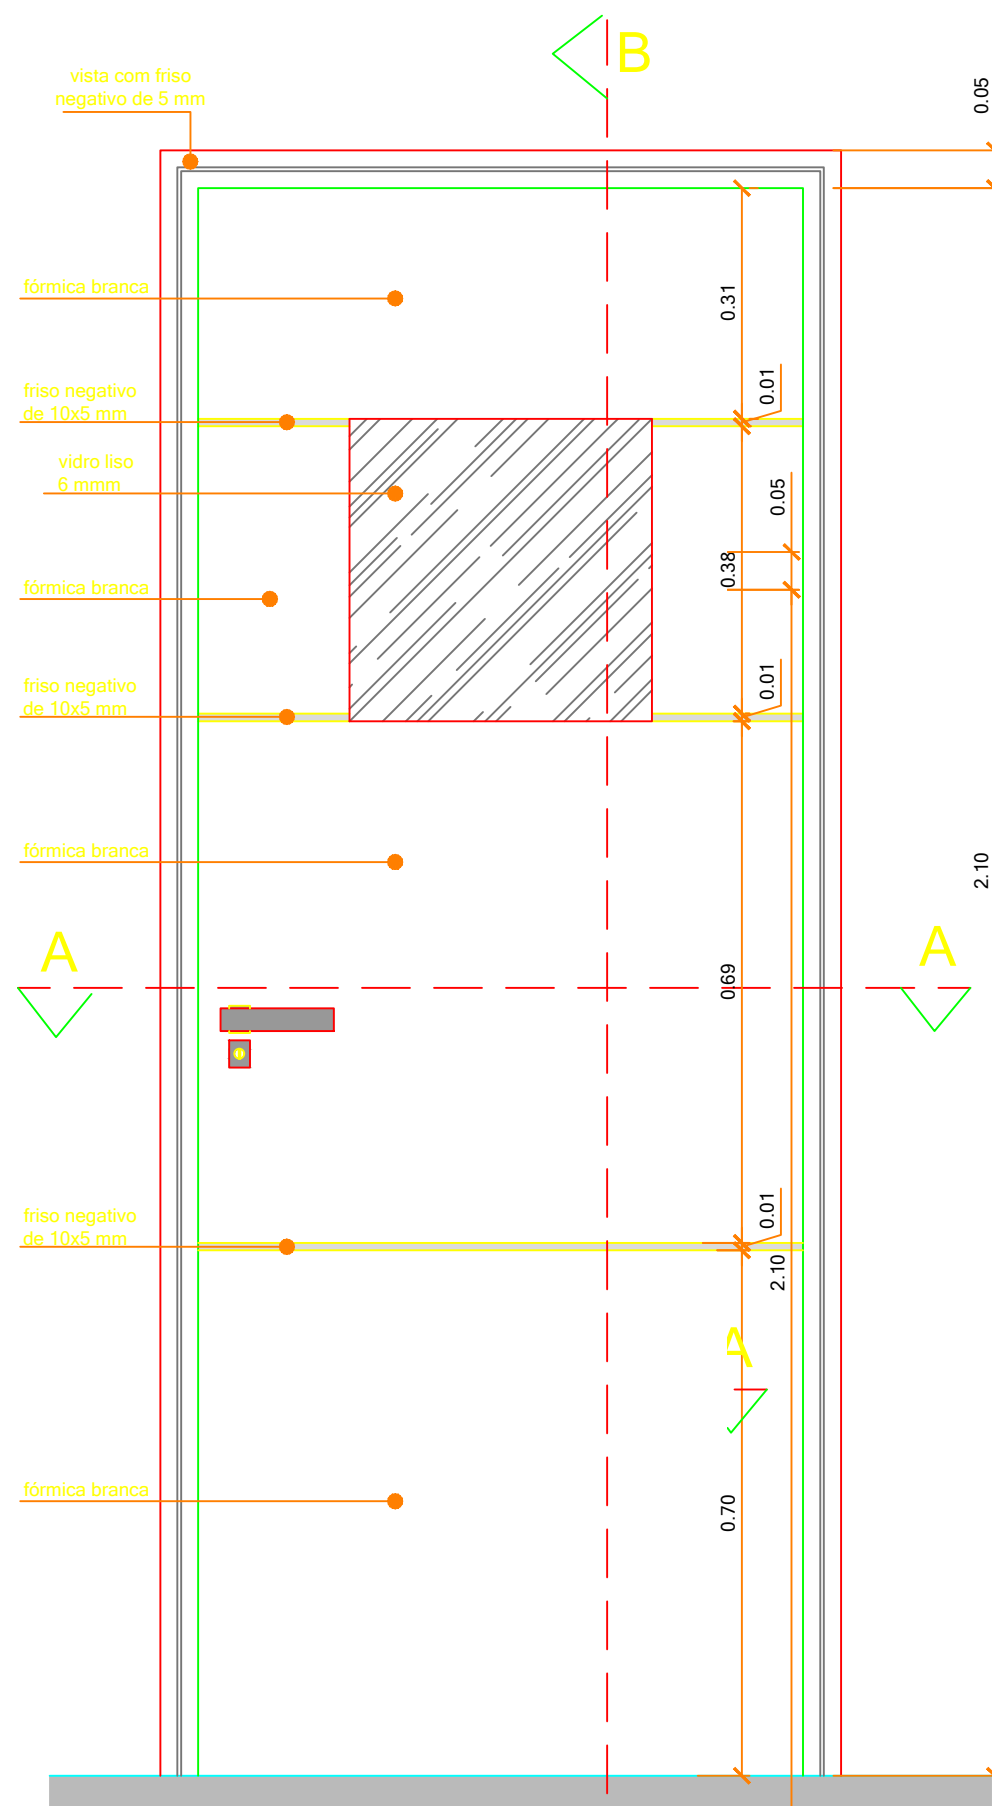 B
vista com friso
negativo de 5 mm
0.05
fórmica branca
0.31
friso negativo
de 10x5 mm
0.01
vidro liso
6 mmm
0.05
0.38
fórmica branca
friso negativo
de 10x5 mm
0.01
fórmica branca
2.10
A
A
0.69
friso negativo
de 10x5 mm
0.01
2.10
A
fórmica branca
0.70